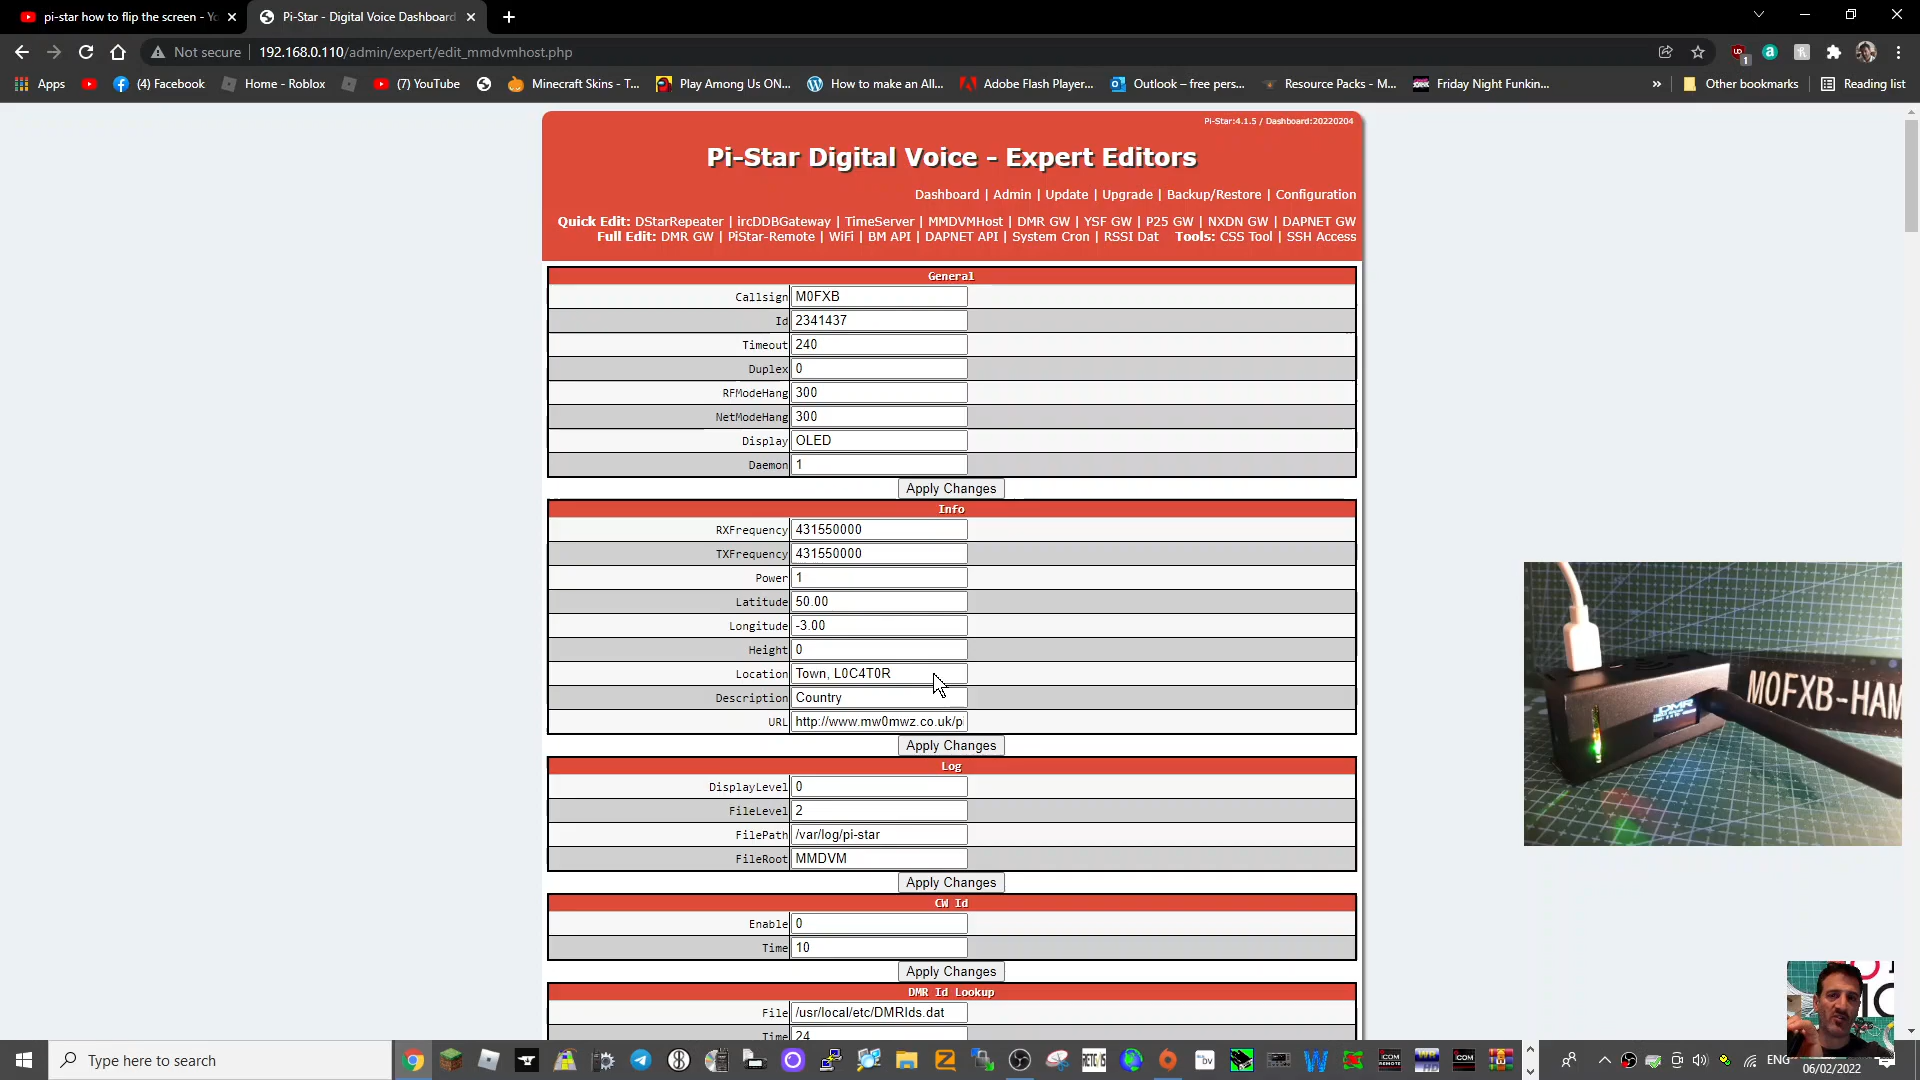 pi-star how to flip the screen - Yo
Pi-Star - Digital Voice Dashboard
Not secure
192.168.0.110/admin/expert/edit_mmdvmhost.php
Apps
(4) Facebook
Home - Roblox
(7) YouTube
Minecraft Skins - T...
Play Among Us ON...
How to make an All...
Adobe Flash Player...
Outlook – free pers...
Resource Packs - M...
Friday Night Funkin...
»
Other bookmarks
Reading list
Pi-Star:4.1.5 / Dashboard:20220204
Pi-Star Digital Voice - Expert Editors
Dashboard | Admin | Update | Upgrade | Backup/Restore | Configuration
Quick Edit: DStarRepeater | ircDDBGateway | TimeServer | MMDVMHost | DMR GW | YSF GW | P25 GW | NXDN GW | DAPNET GW
Full Edit: DMR GW | PiStar-Remote | WiFi | BM API | DAPNET API | System Cron | RSSI Dat Tools: CSS Tool | SSH Access
General
Callsign M0FXB
Id 2341437
Timeout 240
Duplex 0
RFModeHang 300
NetModeHang 300
Display OLED
Daemon 1
Apply Changes
Info
RXFrequency 431550000
TXFrequency 431550000
Power 1
Latitude 50.00
Longitude -3.00
Height 0
Location Town, L0C4T0R
Description Country
URL http://www.mw0mwz.co.uk/p
Apply Changes
Log
DisplayLevel 0
FileLevel 2
FilePath /var/log/pi-star
FileRoot MMDVM
Apply Changes
CW Id
Enable 0
Time 10
Apply Changes
DMR Id Lookup
File /usr/local/etc/DMRIds.dat
Time 24
DMR
M0FXB-HAM
Type here to search
ENG
06/02/2022